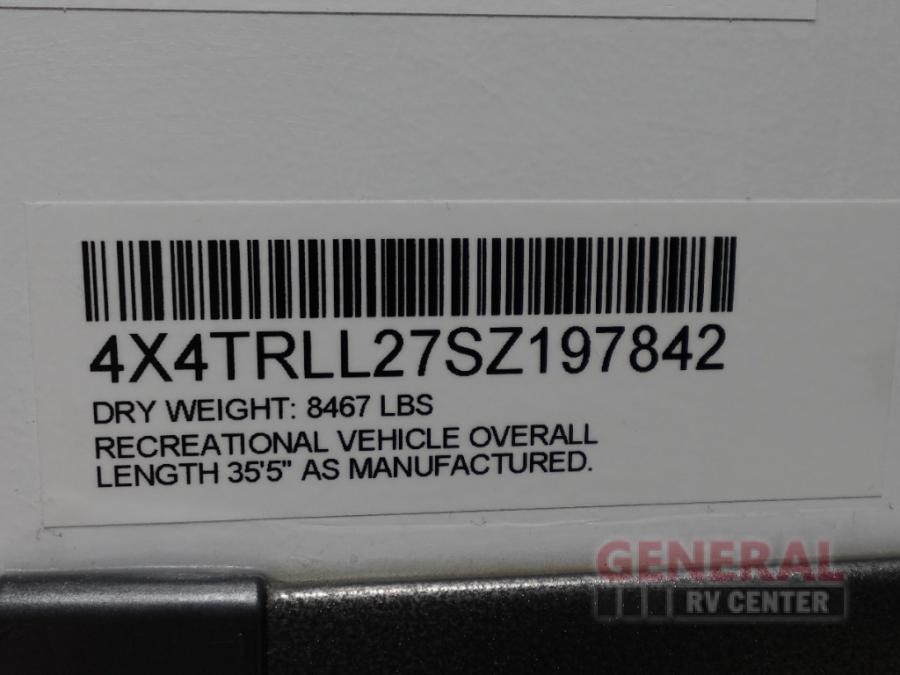 4X4TRLL27SZ197842
DRY WEIGHT: 8467 LBS
RECREATIONAL VEHICLE OVERALL
LENGTH 35'5" AS MANUFACTURED.
GENERAL
RV CENTER